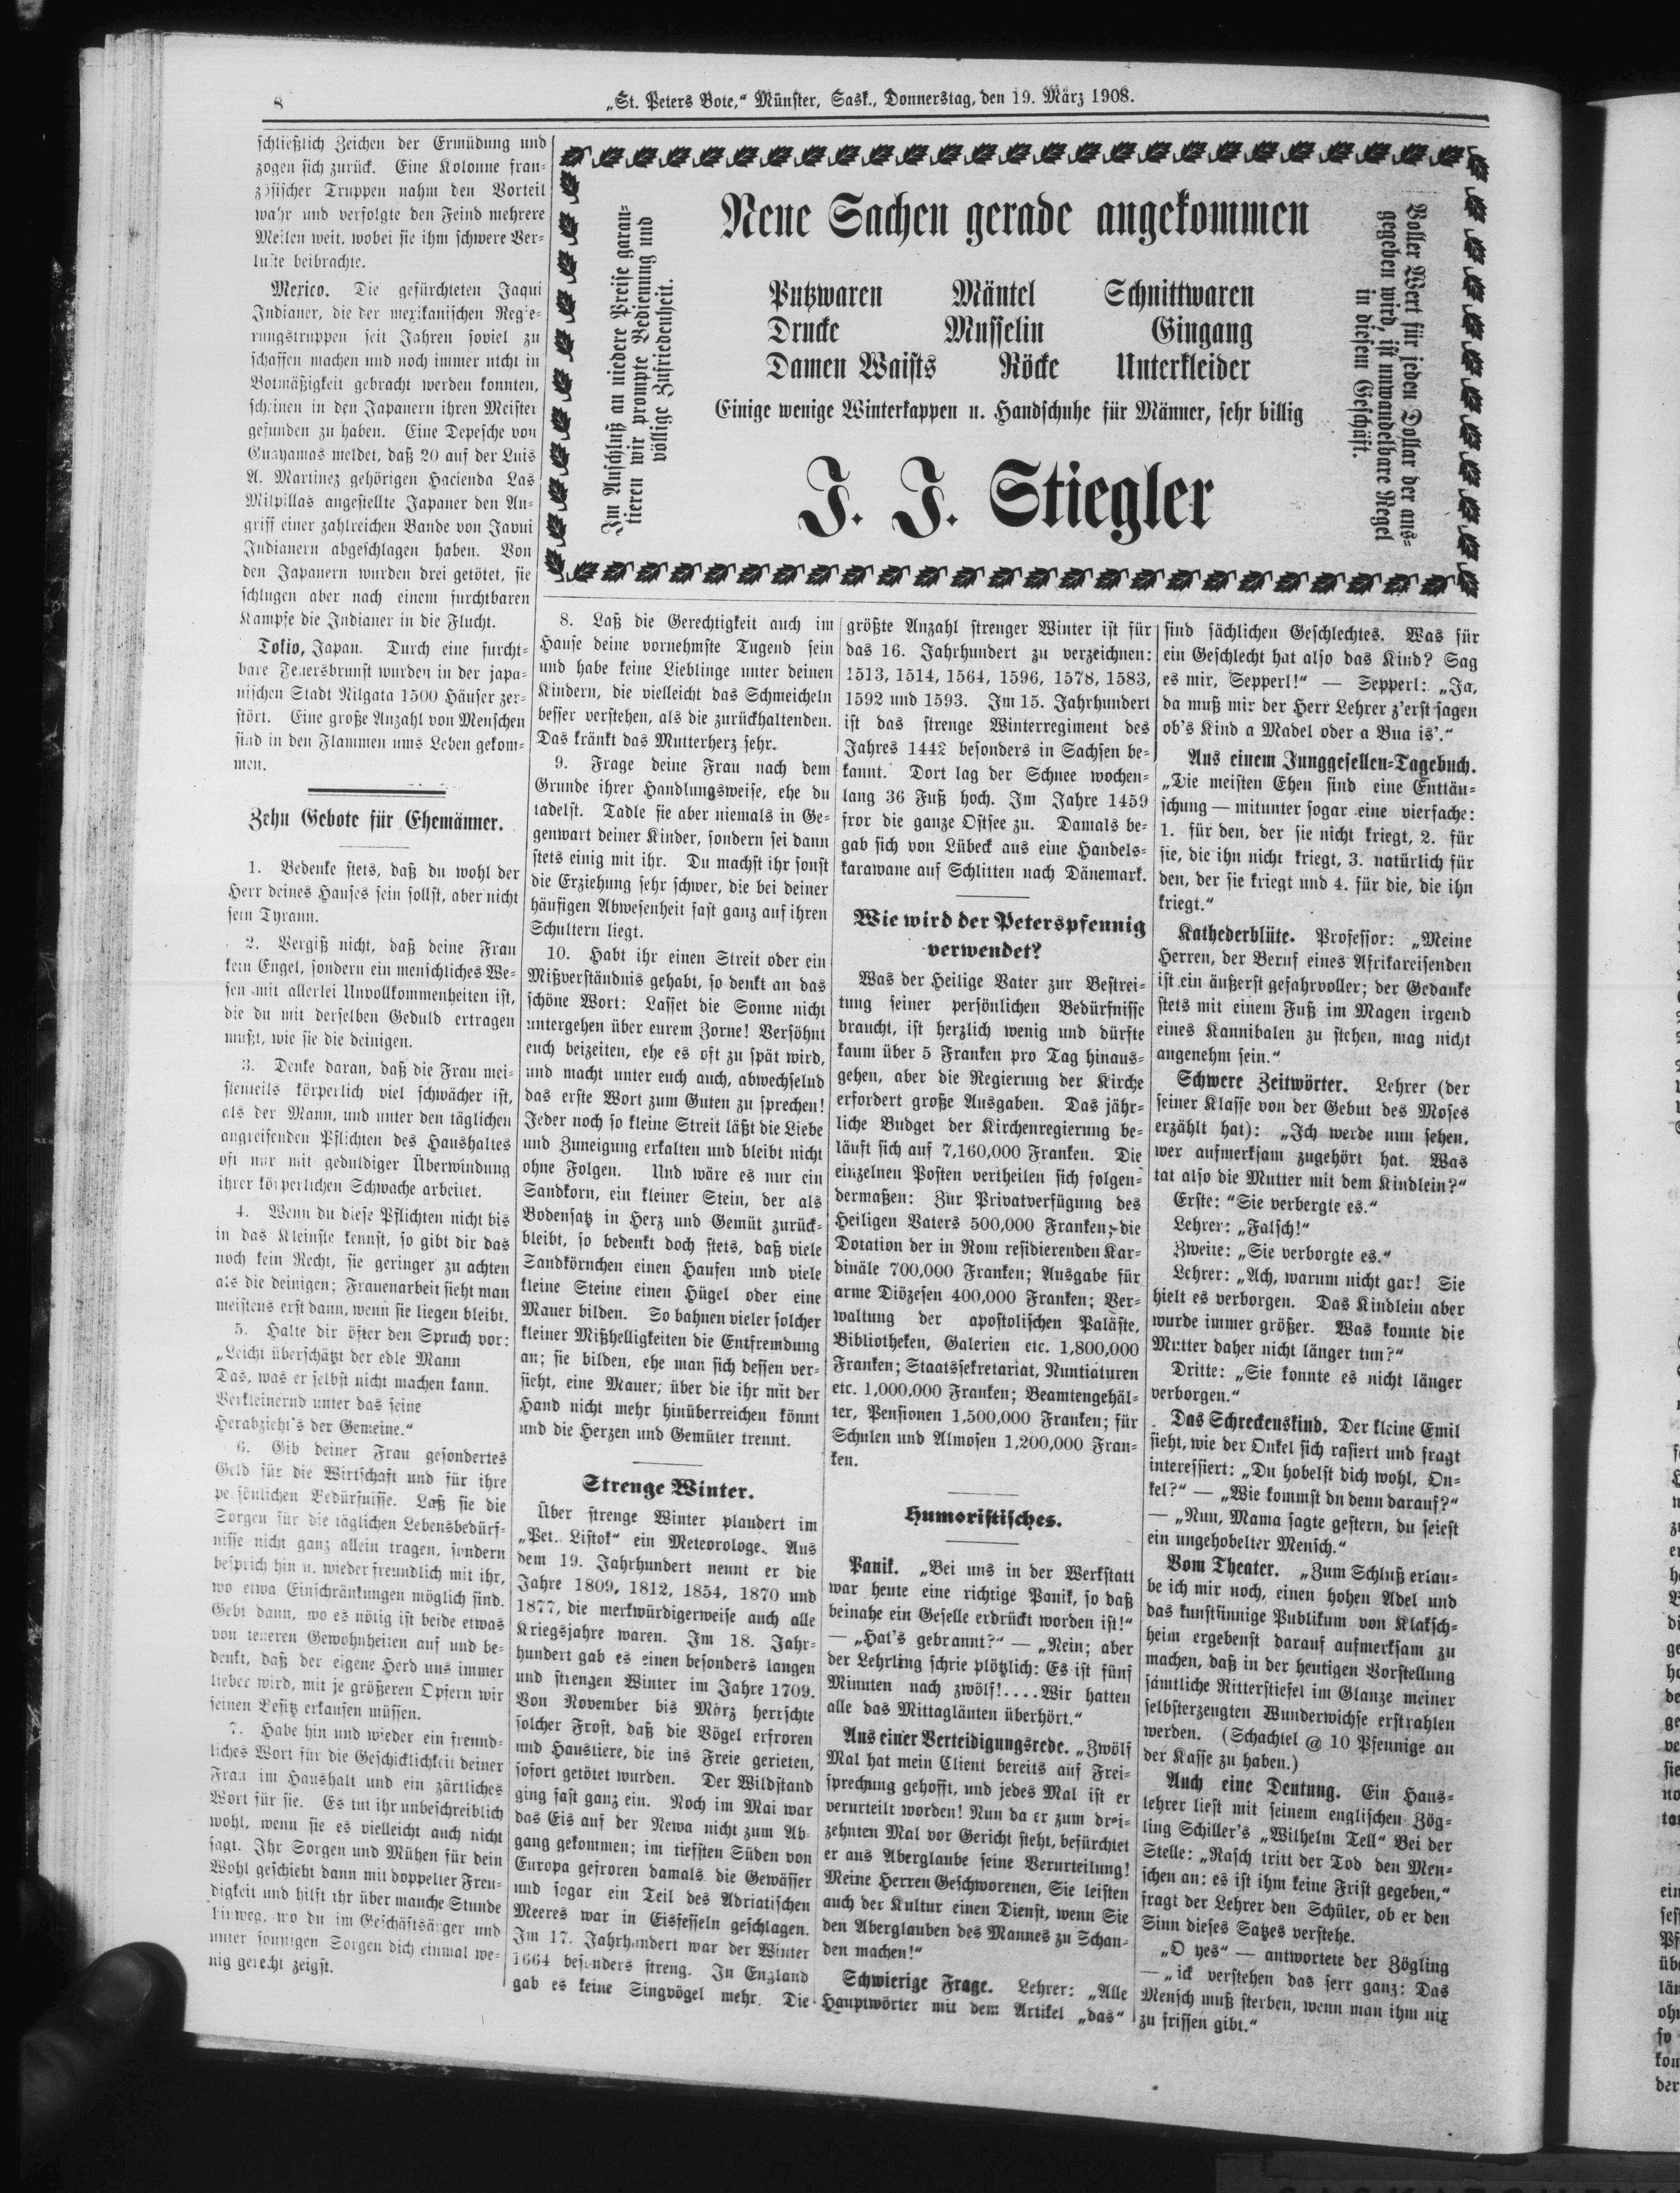 8
„St. Peters Bote,“ Münster, Sask., Donnerstag, den 19. März 1908.
schließlich Zeichen der Ermüdung und
zogen sich zurück. Eine Kolonne fran-
zösischer Truppen nahm den Vorteil
wahr und verfolgte den Feind mehrere
Meilen weit, wobei sie ihm schwere Ver-
luste beibrachte.
Mexico. Die gefürchteten Jaqui
Indianer, die der mexikanischen Regie-
rungstruppen seit Jahren soviel zu
schaffen machen und noch immer nicht in
Botmäßigkeit gebracht werden konnten,
scheinen in den Japanern ihren Meister
gefunden zu haben. Eine Depesche von
Guaymas meldet, daß 20 auf der Luis
A. Martinez gehörigen Hacienda Las
Milpillas angestellte Japaner den An-
griff einer zahlreichen Bande von Jaqui
Indianern abgeschlagen haben. Von
den Japanern wurden drei getötet, sie
schlugen aber nach einem furchtbaren
Kampfe die Indianer in die Flucht.
Tokio, Japan. Durch eine furcht-
bare Feuersbrunst wurden in der japa-
nischen Stadt Nilgata 1500 Häuser zer-
stört. Eine große Anzahl von Menschen
sind in den Flammen ums Leben gekom-
men.
Zehn Gebote für Ehemänner.
1. Bedenke stets, daß du wohl der
Herr deines Hauses sein sollst, aber nicht
sein Tyrann.
2. Vergiß nicht, daß deine Frau
kein Engel, sondern ein menschliches We-
sen mit allerlei Unvollkommenheiten ist,
die du mit derselben Geduld ertragen
mußt, wie sie die deinigen.
3. Denke daran, daß die Frau mei-
stenteils körperlich viel schwächer ist,
als der Mann, und unter den täglichen
angreifenden Pflichten des Haushaltes
oft nur mit geduldiger Überwindung
ihrer körperlichen Schwache arbeitet.
4. Wenn du diese Pflichten nicht bis
in das Kleinste kennst, so gibt dir das
noch kein Recht, sie geringer zu achten
als die deinigen; Frauenarbeit sieht man
meistens erst dann, wenn sie liegen bleibt.
5. Halte dir öfter den Spruch vor:
„Leicht überschätzt der edle Mann
Das, was er selbst nicht machen kann.
Verkleinernd unter das seine
Herabzieht's der Gemeine.“
6. Gib deiner Frau gesondertes
Geld für die Wirtschaft und für ihre
persönlichen Bedürfnisse. Laß sie die
Sorgen für die täglichen Lebensbedürf-
nisse nicht ganz allein tragen, sondern
besprich hin u. wieder freundlich mit ihr,
wo etwa Einschränkungen möglich sind.
Gebt dann, wo es nötig ist beide etwas
von teueren Gewohnheiten auf und be-
denkt, daß der eigene Herd uns immer
lieber wird, mit je größeren Opfern wir
seinen Besitz erkaufen müssen.
7. Habe hin und wieder ein freund-
liches Wort für die Geschicklichkeit deiner
Frau im Haushalt und ein zärtliches
Wort für sie. Es tut ihr unbeschreiblich
wohl, wenn sie es vielleicht auch nicht
sagt. Ihr Sorgen und Mühen für dein
Wohl geschieht dann mit doppelter Freu-
digkeit und hilft ihr über manche Stunde
hinweg, wo du im Geschäftsärger und
unter sonstigen Sorgen dich einmal we-
nig gerecht zeigst.
Im Anschluß an niedere Preise garan-
tieren wir prompte Bedienung und
völlige Zufriedenheit.
Neue Sachen gerade angekommen
Putzwaren Mäntel Schnittwaren
Drucke Musselin Gingang
Damen Waists Röcke Unterkleider
Einige wenige Winterkappen u. Handschuhe für Männer, sehr billig
J. J. Stiegler
Voller Wert für jeden Dollar der aus-
gegeben wird, ist unwandelbare Regel
in diesem Geschäft.
8. Laß die Gerechtigkeit auch im
Hause deine vornehmste Tugend sein
und habe keine Lieblinge unter deinen
Kindern, die vielleicht das Schmeicheln
besser verstehen, als die zurückhaltenden.
Das kränkt das Mutterherz sehr.
9. Frage deine Frau nach dem
Grunde ihrer Handlungsweise, ehe du
tadelst. Tadle sie aber niemals in Ge-
genwart deiner Kinder, sondern sei dann
stets einig mit ihr. Du machst ihr sonst
die Erziehung sehr schwer, die bei deiner
häufigen Abwesenheit fast ganz auf ihren
Schultern liegt.
10. Habt ihr einen Streit oder ein
Mißverständnis gehabt, so denkt an das
schöne Wort: Lasset die Sonne nicht
untergehen über eurem Zorne! Versöhnt
euch beizeiten, ehe es oft zu spät wird,
und macht unter euch auch, abwechselnd
das erste Wort zum Guten zu sprechen!
Jeder noch so kleine Streit läßt die Liebe
und Zuneigung erkalten und bleibt nicht
ohne Folgen. Und wäre es nur ein
Sandkorn, ein kleiner Stein, der als
Bodensatz in Herz und Gemüt zurück-
bleibt, so bedenkt doch stets, daß viele
Sandkörnchen einen Haufen und viele
kleine Steine einen Hügel oder eine
Mauer bilden. So bahnen vieler solcher
kleiner Mißhelligkeiten die Entfremdung
an; sie bilden, ehe man sich dessen ver-
sieht, eine Mauer; über die ihr mit der
Hand nicht mehr hinüberreichen könnt
und die Herzen und Gemüter trennt.
Strenge Winter.
Über strenge Winter plaudert im
„Pet. Listok“ ein Meteorologe. Aus
dem 19. Jahrhundert nennt er die
Jahre 1809, 1812, 1854, 1870 und
1877, die merkwürdigerweise auch alle
Kriegsjahre waren. Im 18. Jahr-
hundert gab es einen besonders langen
und strengen Winter im Jahre 1709.
Von November bis März herrschte
solcher Frost, daß die Vögel erfroren
und Haustiere, die ins Freie gerieten,
sofort getötet wurden. Der Wildstand
ging fast ganz ein. Noch im Mai war
das Eis auf der Newa nicht zum Ab-
gang gekommen; im tiefsten Süden von
Europa gefroren damals die Gewässer
und sogar ein Teil des Adriatischen
Meeres war in Eisfesseln geschlagen.
Im 17. Jahrhundert war der Winter
1664 besonders streng. In England
gab es keine Singvögel mehr. Die
größte Anzahl strenger Winter ist für
das 16. Jahrhundert zu verzeichnen:
1513, 1514, 1564, 1596, 1578, 1583,
1592 und 1593. Im 15. Jahrhundert
ist das strenge Winterregiment des
Jahres 1442 besonders in Sachsen be-
kannt. Dort lag der Schnee wochen-
lang 36 Fuß hoch. Im Jahre 1459
fror die ganze Ostsee zu. Damals be-
gab sich von Lübeck aus eine Handels-
karawane auf Schlitten nach Dänemark.
Wie wird der Peterspfennig
verwendet?
Was der Heilige Vater zur Bestrei-
tung seiner persönlichen Bedürfnisse
braucht, ist herzlich wenig und dürfte
kaum über 5 Franken pro Tag hinaus-
gehen, aber die Regierung der Kirche
erfordert große Ausgaben. Das jähr-
liche Budget der Kirchenregierung be-
läuft sich auf 7,160,000 Franken. Die
einzelnen Posten vertheilen sich folgen-
dermaßen: Zur Privatverfügung des
Heiligen Vaters 500,000 Franken; die
Dotation der in Rom residierenden Kar-
dinäle 700,000 Franken; Ausgabe für
arme Diözesen 400,000 Franken; Ver-
waltung der apostolischen Paläste,
Bibliotheken, Galerien etc. 1,800,000
Franken; Staatssekretariat, Nuntiaturen
etc. 1,000,000 Franken; Beamtengehäl-
ter, Pensionen 1,500,000 Franken; für
Schulen und Almosen 1,200,000 Fran-
ken.
Humoristisches.
Panik. „Bei uns in der Werkstatt
war heute eine richtige Panik, so daß
beinahe ein Geselle erdrückt worden ist!“
— „Hat's gebrannt?“ — „Nein; aber
der Lehrling schrie plötzlich: Es ist fünf
Minuten nach zwölf!....Wir hatten
alle das Mittagläuten überhört.“
Aus einer Verteidigungsrede. „Zwölf
Mal hat mein Client bereits auf Frei-
sprechung gehofft, und jedes Mal ist er
verurteilt worden! Nun da er zum drei-
zehnten Mal vor Gericht steht, befürchtet
er aus Aberglaube seine Verurteilung!
Meine Herren Geschworenen, Sie leisten
auch der Kultur einen Dienst, wenn Sie
den Aberglauben des Mannes zu Schan-
den machen!“
Schwierige Frage. Lehrer: „Alle
Hauptwörter mit dem Artikel „das“
sind sächlichen Geschlechtes. Was für
ein Geschlecht hat also das Kind? Sag
es mir, Sepperl!“ — Sepperl: „Ja,
da muß mir der Herr Lehrer z'erst sagen
ob's Kind a Madel oder a Bua is'.“
Aus einem Junggesellen-Tagebuch.
„Die meisten Ehen sind eine Enttäu-
schung — mitunter sogar eine vierfache:
1. für den, der sie nicht kriegt, 2. für
sie, die ihn nicht kriegt, 3. natürlich für
den, der sie kriegt und 4. für die, die ihn
kriegt.“
Kathederblüte. Professor: „Meine
Herren, der Beruf eines Afrikareisenden
ist ein äußerst gefahrvoller; der Gedanke
stets mit einem Fuß im Magen irgend
eines Kannibalen zu stehen, mag nicht
angenehm sein.“
Schwere Zeitwörter. Lehrer (der
seiner Klasse von der Gebut des Moses
erzählt hat): „Ich werde nun sehen,
wer aufmerksam zugehört hat. Was
tat also die Mutter mit dem Kindlein?“
Erste: “Sie verbergte es.“
Lehrer: „Falsch!“
Zweite: „Sie verborgte es.“
Lehrer: „Ach, warum nicht gar! Sie
hielt es verborgen. Das Kindlein aber
wurde immer größer. Was konnte die
Mutter daher nicht länger tun?“
Dritte: „Sie konnte es nicht länger
verborgen.“
Das Schreckenskind. Der kleine Emil
sieht, wie der Onkel sich rasiert und fragt
interessiert: „Du hobelst dich wohl, On-
kel?“ — „Wie kommst du denn darauf?“
— „Nun, Mama sagte gestern, du seiest
ein ungehobelter Mensch.“
Vom Theater. „Zum Schluß erlau-
be ich mir noch, einen hohen Adel und
das kunstsinnige Publikum von Klatsch-
heim ergebenst darauf aufmerksam zu
machen, daß in der heutigen Vorstellung
sämtliche Ritterstiefel im Glanze meiner
selbsterzeugten Wunderwichse erstrahlen
werden. (Schachtel @ 10 Pfennige an
der Kasse zu haben.)
Auch eine Deutung. Ein Haus-
lehrer liest mit seinem englischen Zög-
ling Schiller's „Wilhelm Tell“ Bei der
Stelle: „Rasch tritt der Tod den Men-
schen an: es ist ihm keine Frist gegeben,“
fragt der Lehrer den Schüler, ob er den
Sinn dieses Satzes verstehe.
„O yes“ — antwortete der Zögling
— „ick verstehen das serr ganz: Das
Mensch muß sterben, wenn man ihm nix
zu frissen gibt.“